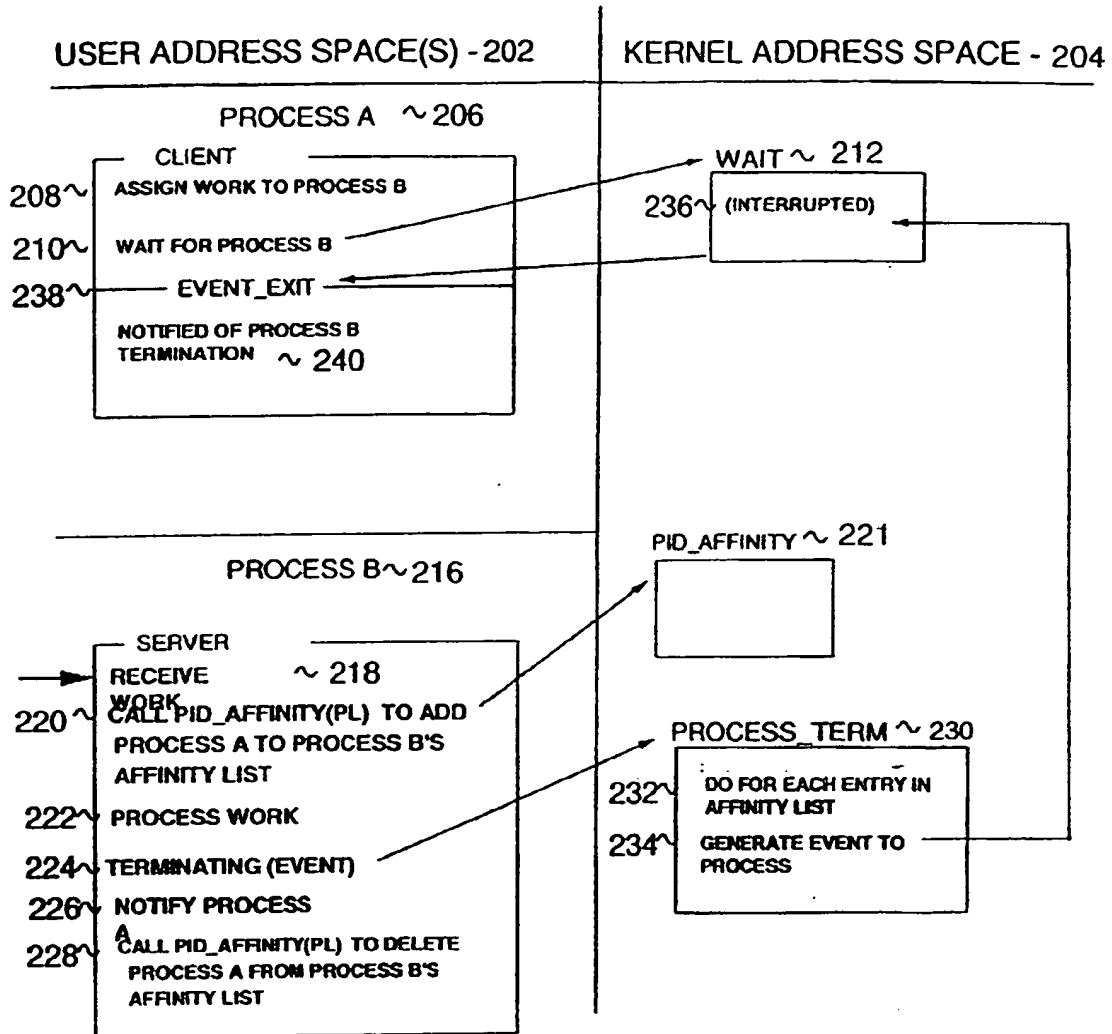 USER ADDRESS SPACE(S) - 202
KERNEL ADDRESS SPACE - 204
PROCESS A ~206
CLIENT
208~ ASSIGN WORK TO PROCESS B
210~ WAIT FOR PROCESS B
238~ EVENT_EXIT
NOTIFIED OF PROCESS B
TERMINATION ~ 240
WAIT ~ 212
236~ (INTERRUPTED)
PROCESS B~216
SERVER
RECEIVE ~ 218
WORK
220~ CALL PID_AFFINITY(PL) TO ADD
PROCESS A TO PROCESS B'S
AFFINITY LIST
222~ PROCESS WORK
224~ TERMINATING (EVENT)
226~ NOTIFY PROCESS
A
228~ CALL PID_AFFINITY(PL) TO DELETE
PROCESS A FROM PROCESS B'S
AFFINITY LIST
PID_AFFINITY ~ 221
PROCESS_TERM ~ 230
232~ DO FOR EACH ENTRY IN
AFFINITY LIST
234~ GENERATE EVENT TO
PROCESS